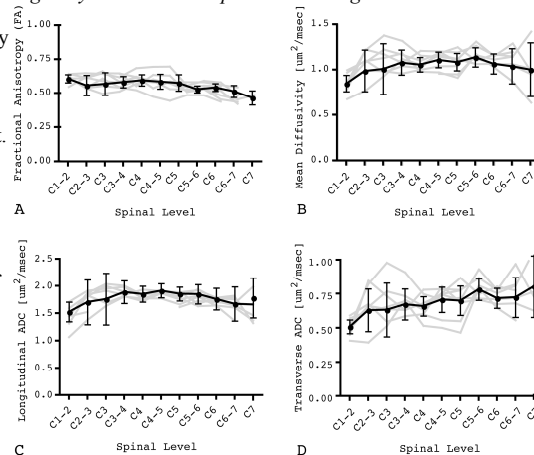 Fractional Anisotropy (FA)
1.00
0.75
0.50
0.25
0.00
C1-2
C2-3
C3
C3-4
C4
C4-5
C5
C5-6
C6
C6-7
C7
A
Spinal Level
Mean Diffusivity [um²/msec]
1.5
1.0
0.5
0.0
C1-2
C2-3
C3
C3-4
C4
C4-5
C5
C5-6
C6
C6-7
C7
B
Spinal Level
Longitudinal ADC [um²/msec]
2.5
2.0
1.5
1.0
0.5
0.0
C1-2
C2-3
C3
C3-4
C4
C4-5
C5
C5-6
C6
C6-7
C7
C
Spinal Level
Transverse ADC [um²/msec]
1.00
0.75
0.50
0.25
0.00
C1-2
C2-3
C3
C3-4
C4
C4-5
C5
C5-6
C6
C6-7
C7
D
Spinal Level